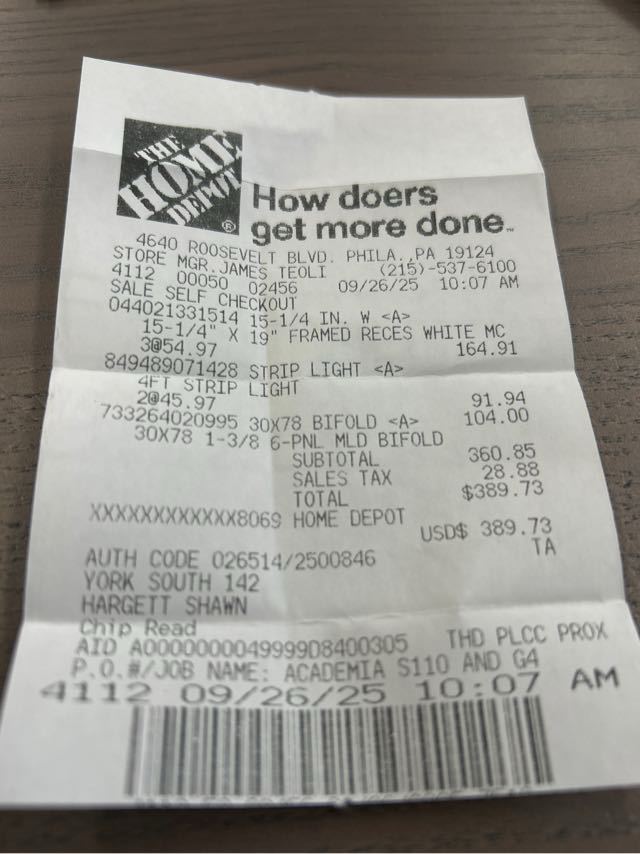 THE
HOME
DEPOT
®
How doers
get more done™
4640 ROOSEVELT BLVD. PHILA.,PA 19124
STORE MGR.JAMES TEOLI (215)-537-6100
4112 00050 02456 09/26/25 10:07 AM
SALE SELF CHECKOUT
044021331514 15-1/4 IN. W <A>
15-1/4" X 19" FRAMED RECES WHITE MC
3@54.97 164.91
849489071428 STRIP LIGHT <A>
4FT STRIP LIGHT
2@45.97 91.94
733264020995 30X78 BIFOLD <A> 104.00
30X78 1-3/8 6-PNL MLD BIFOLD
SUBTOTAL 360.85
SALES TAX 28.88
TOTAL $389.73
XXXXXXXXXXXX8069 HOME DEPOT
USD$ 389.73
TA
AUTH CODE 026514/2500846
YORK SOUTH 142
HARGETT SHAWN
Chip Read
AID A0000000049999D8400305 THD PLCC PROX
P.O.#/JOB NAME: ACADEMIA S110 AND G4
4112 09/26/25 10:07 AM